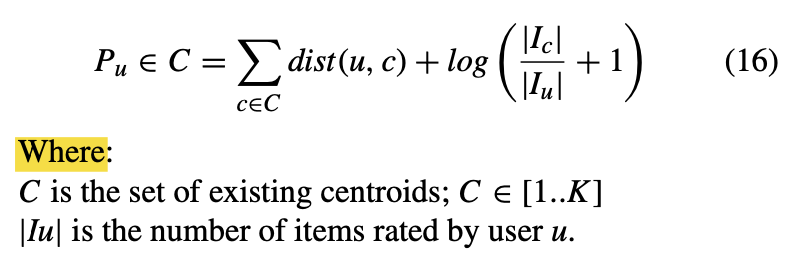 P_u ∈ C = ∑_{c∈C} dist(u, c) + log(|I_c|/|I_u| + 1) (16)
Where:
C is the set of existing centroids; C ∈ [1..K]
|Iu| is the number of items rated by user u.